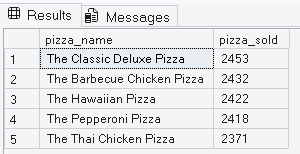 Results Messages
pizza_name pizza_sold
1 The Classic Deluxe Pizza 2453
2 The Barbecue Chicken Pizza 2432
3 The Hawaiian Pizza 2422
4 The Pepperoni Pizza 2418
5 The Thai Chicken Pizza 2371